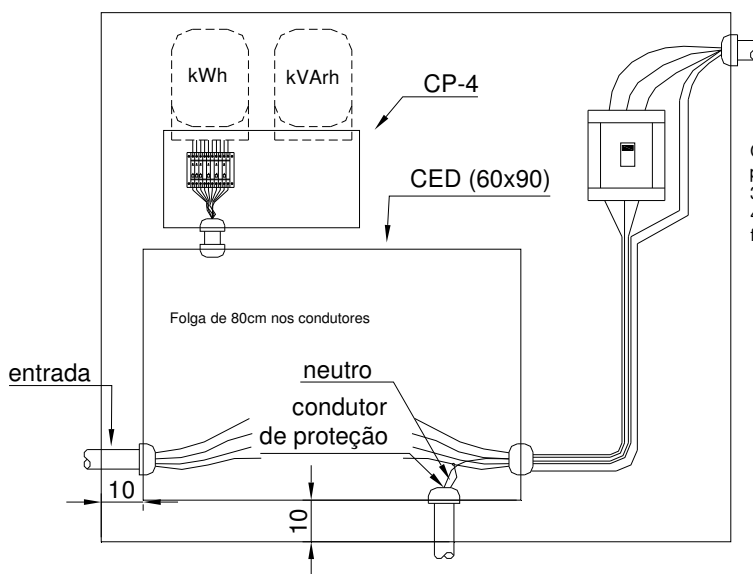 kWh
kVArh
CP-4
CED (60x90)
Folga de 80cm nos condutores
entrada
neutro
condutor
de proteção
10
10